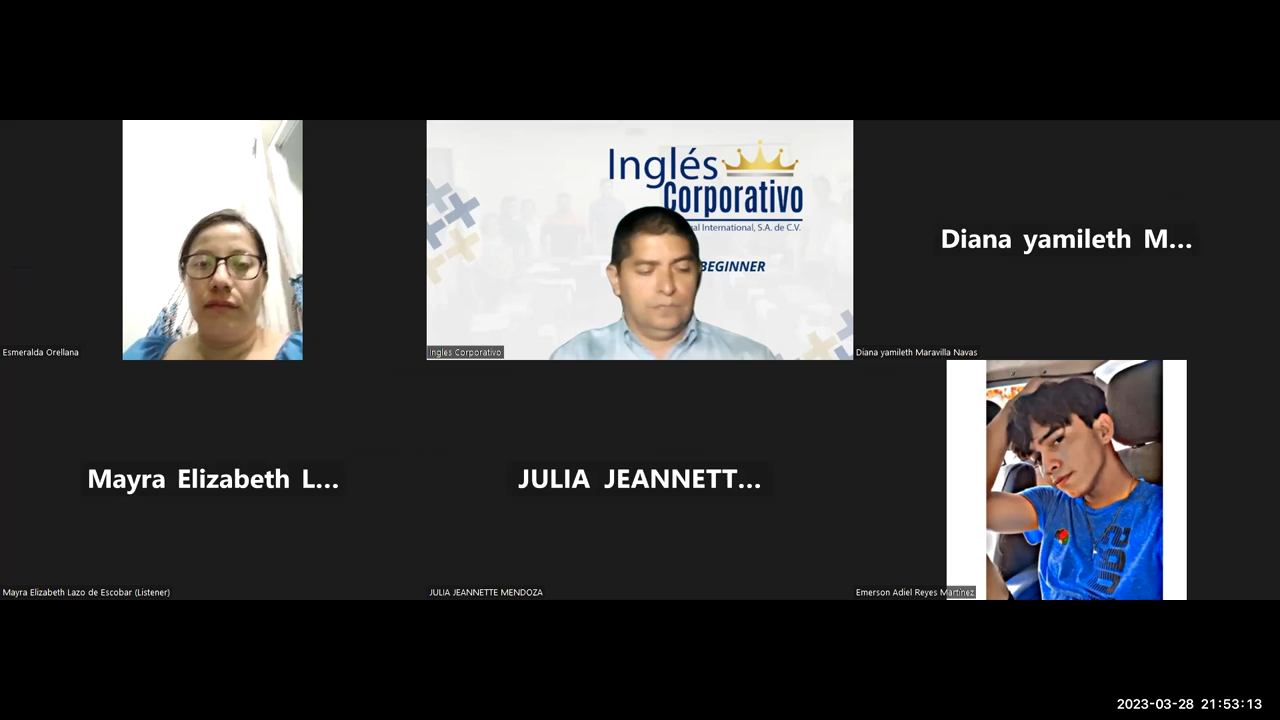 Inglés
Corporativo
ral International, S.A. de C.V.
BEGINNER
Diana yamileth M...
Esmeralda Orellana
Ingles Corporativo
Diana yamileth Maravilla Navas
Mayra Elizabeth L...
JULIA JEANNETT...
Mayra Elizabeth Lazo de Escobar (Listener)
JULIA JEANNETTE MENDOZA
Emerson Adiel Reyes Martinez
2023-03-28 21:53:13